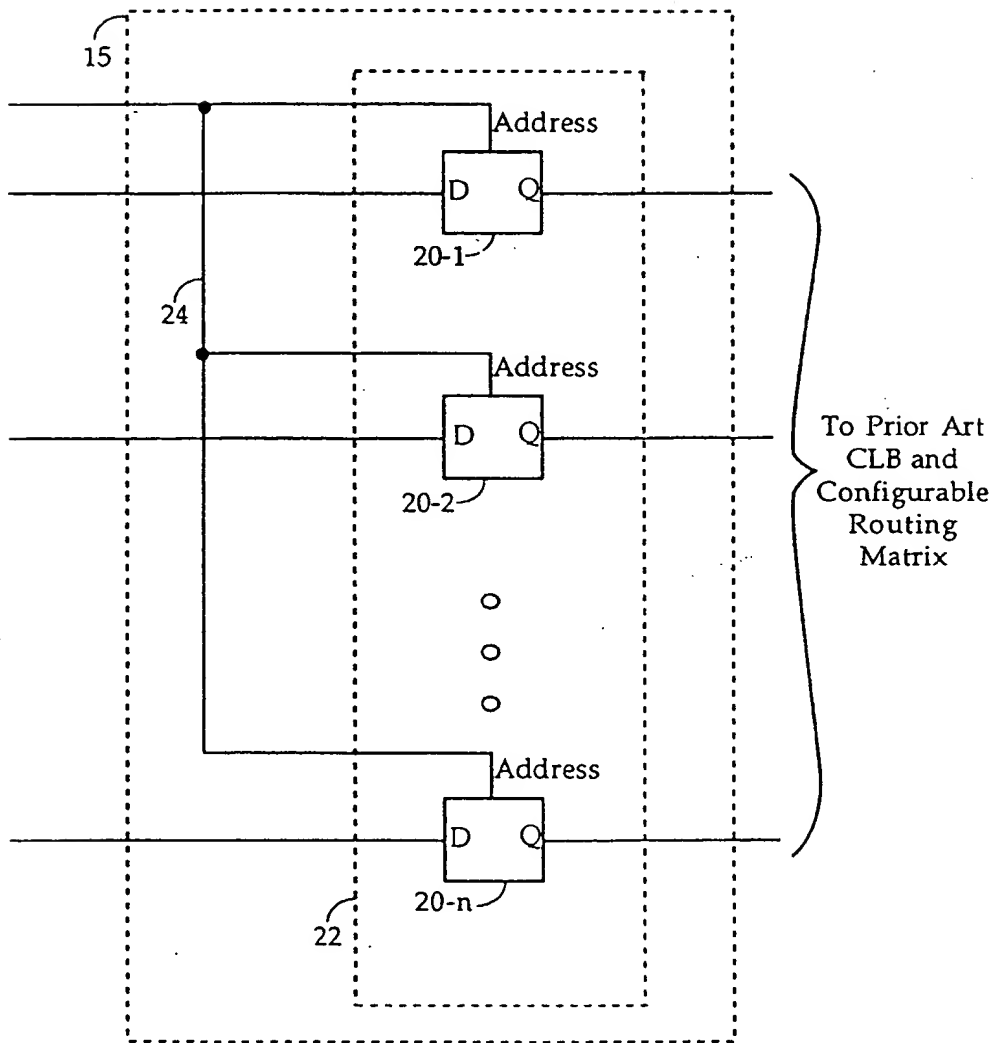 15
Address
D Q
20-1
24
Address
D Q
20-2
To Prior Art
CLB and
Configurable
Routing
Matrix
Address
D Q
20-n
22